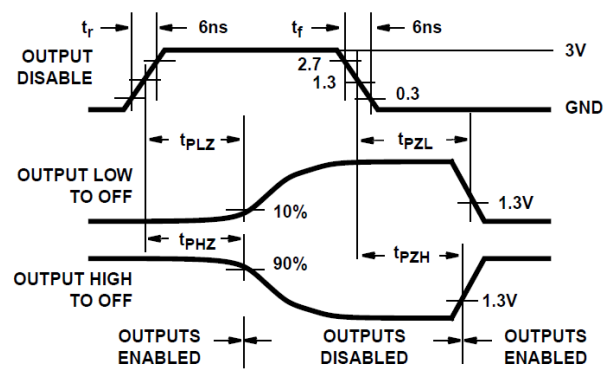 tr 6ns tf 6ns
OUTPUT
DISABLE
3V
2.7
1.3
0.3
GND
tPLZ tPZL
OUTPUT LOW
TO OFF
10%
1.3V
tPHZ tPZH
OUTPUT HIGH
TO OFF
90%
1.3V
OUTPUTS
ENABLED
OUTPUTS
DISABLED
OUTPUTS
ENABLED